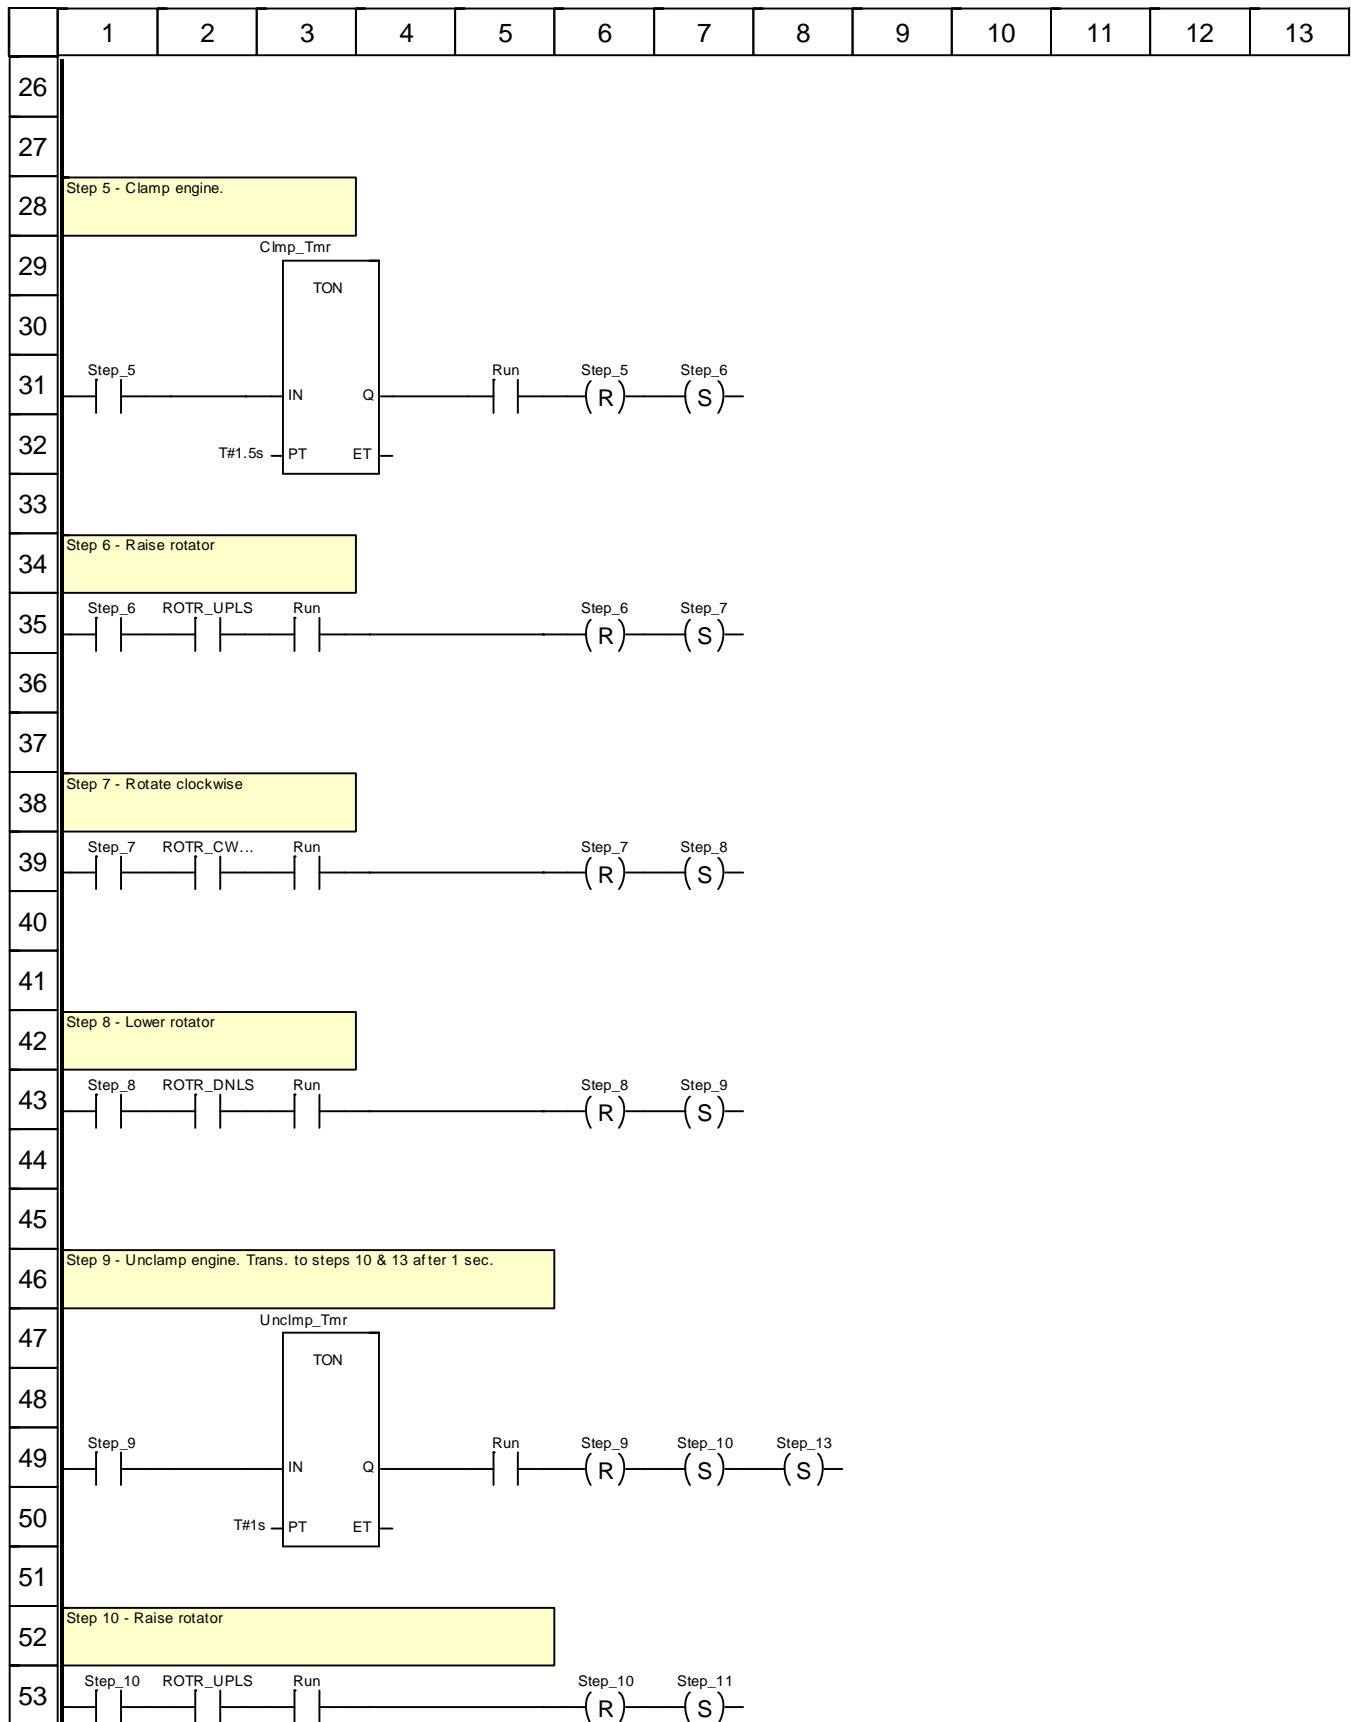 1 2 3 4 5 6 7 8 9 10 11 12 13
26
27
28 Step 5 - Clamp engine.
Clmp_Tmr
29 TON
30
Step_5 Run Step_5 Step_6
31 IN Q R S
32 T#1.5s PT ET
33
34 Step 6 - Raise rotator
Step_6 ROTR_UPLS Run Step_6 Step_7
35 R S
36
37
38 Step 7 - Rotate clockwise
Step_7 ROTR_CW... Run Step_7 Step_8
39 R S
40
41
42 Step 8 - Lower rotator
Step_8 ROTR_DNLS Run Step_8 Step_9
43 R S
44
45
46 Step 9 - Unclamp engine. Trans. to steps 10 & 13 after 1 sec.
Unclmp_Tmr
47 TON
48
Step_9 Run Step_9 Step_10 Step_13
49 IN Q R S S
50 T#1s PT ET
51
52 Step 10 - Raise rotator
Step_10 ROTR_UPLS Run Step_10 Step_11
53 R S